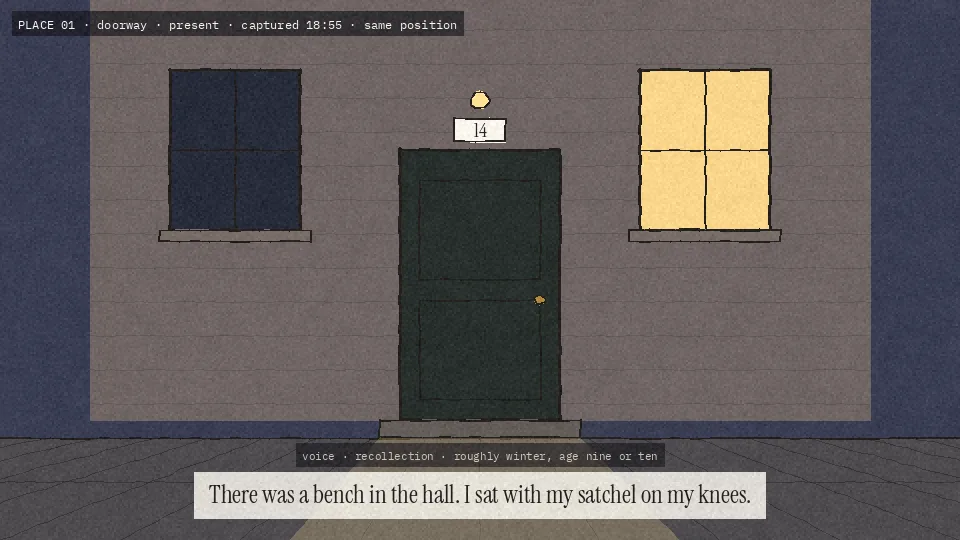 PLACE 01 · doorway · present · captured 18:55 · same position
14
voice · recollection · roughly winter, age nine or ten
There was a bench in the hall. I sat with my satchel on my knees.